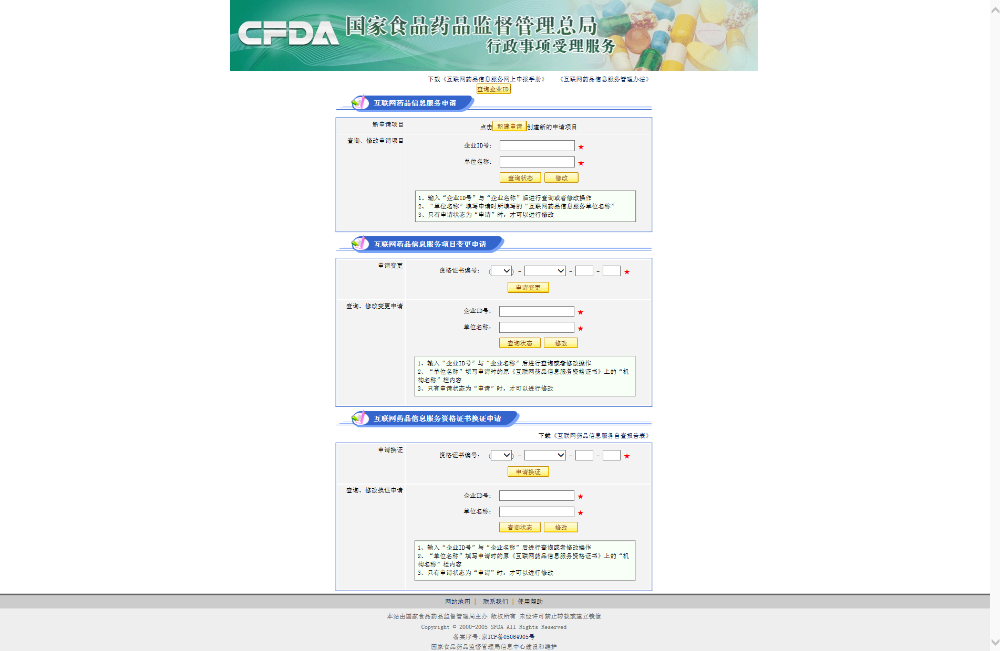 CFDA 国家食品药品监督管理总局
行政事项受理服务
下载《互联网药品信息服务网上申报手册》 《互联网药品信息服务管理办法》
查询企业ID号
互联网药品信息服务申请
新申请项目 点击 新建申请 创建新的申请项目
查询、修改申请项目 企业ID号： ★
单位名称： ★
查询状态 修改
1、输入“企业ID号”与“企业名称”后进行查询或者修改操作
2、“单位名称”填写申请时所填写的“互联网药品信息服务单位名称”
3、只有申请状态为“申请”时，才可以进行修改
互联网药品信息服务项目变更申请
申请变更 资格证书编号： ( ) - - - ★
申请变更
查询、修改变更申请 企业ID号： ★
单位名称： ★
查询状态 修改
1、输入“企业ID号”与“企业名称”后进行查询或者修改操作
2、“单位名称”填写申请时的原《互联网药品信息服务资格证书》上的“机
构名称”栏内容
3、只有申请状态为“申请”时，才可以进行修改
互联网药品信息服务资格证书换证申请
下载《互联网药品信息服务自查报告表》
申请换证 资格证书编号： ( ) - - - ★
申请换证
查询、修改换证申请 企业ID号： ★
单位名称： ★
查询状态 修改
1、输入“企业ID号”与“企业名称”后进行查询或者修改操作
2、“单位名称”填写申请时的原《互联网药品信息服务资格证书》上的“机
构名称”栏内容
3、只有申请状态为“申请”时，才可以进行修改
网站地图 | 联系我们 | 使用帮助
本站由国家食品药品监督管理局主办 版权所有 未经许可禁止转载或建立镜像
Copyright © 2000-2005 SFDA All Rights Reserved
备案序号:京ICP备05064905号
国家食品药品监督管理局信息中心建设和维护